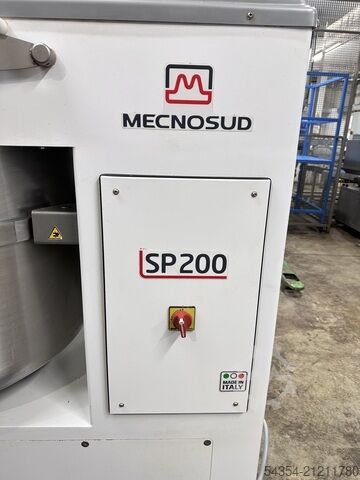 MECNOSUD
SP200
MADE IN
ITALY
54354-21211780